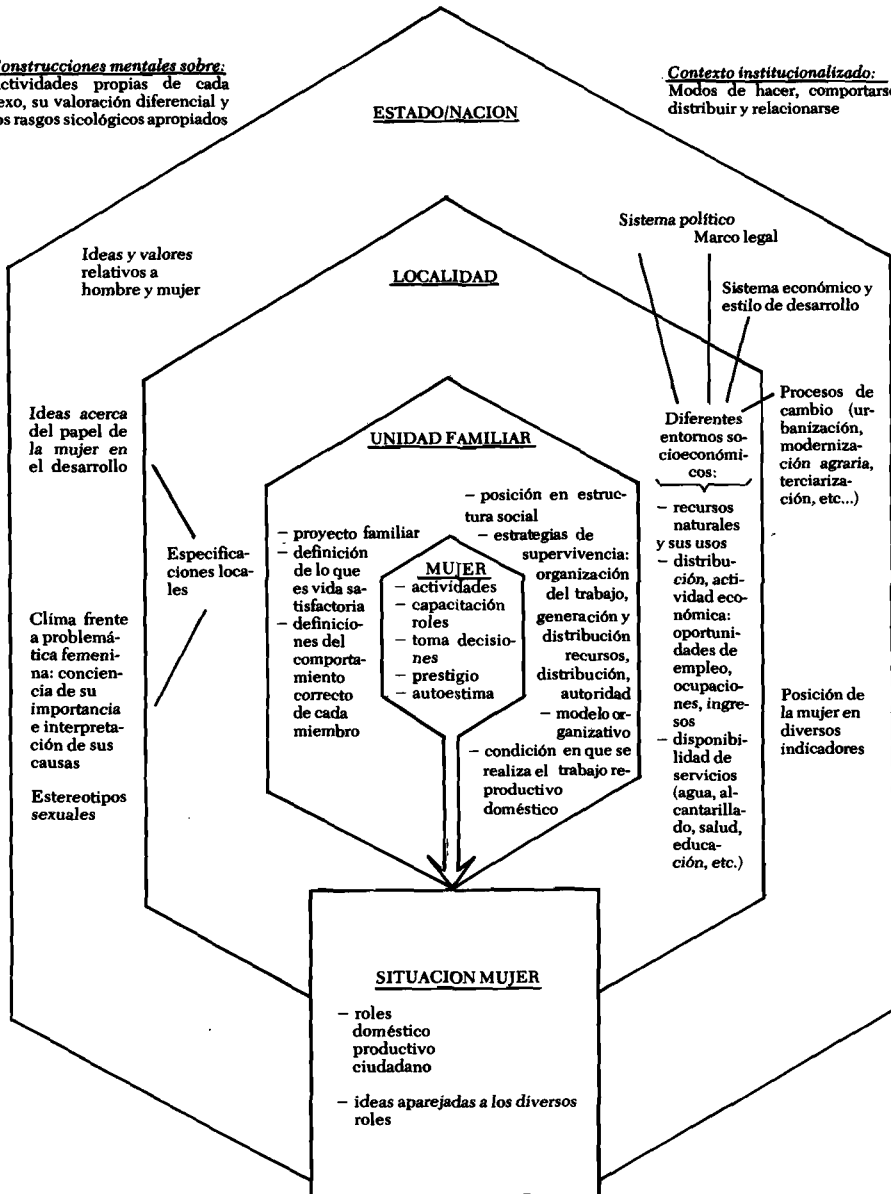 Construcciones mentales sobre:
actividades propias de cada
sexo, su valoración diferencial y
los rasgos sicológicos apropiados
Contexto institucionalizado:
Modos de hacer, comportarse
distribuir y relacionarse
ESTADO/NACION
Ideas y valores
relativos a
hombre y mujer
Ideas acerca
del papel de
la mujer en
el desarrollo
Clíma frente
a problemá-
tica femeni-
na: concien-
cia de su
importancia
e interpreta-
ción de sus
causas
Estereotipos
sexuales
Sistema político
Marco legal
Sistema económico y
estilo de desarrollo
Procesos de
cambio (ur-
banización,
moderniza-
ción agraria,
terciariza-
ción, etc...)
Posición de
la mujer en
diversos
indicadores
LOCALIDAD
Especifica-
ciones loca-
les
Diferentes
entornos so-
cioeconómi-
cos:
– recursos
naturales
y sus usos
– distribu-
ción, acti-
vidad eco-
nómica:
oportuni-
dades de
empleo,
ocupacio-
nes, ingre-
sos
– disponibi-
lidad de
servicios
(agua, al-
cantarilla-
do, salud,
educa-
ción, etc.)
UNIDAD FAMILIAR
– proyecto familiar
– definición
de lo que
es vida sa-
tisfactoria
– definicio-
nes del
comporta-
miento
correcto
de cada
miembro
– posición en estruc-
tura social
– estrategias de
supervivencia:
organización
del trabajo,
generación y
distribución
recursos,
distribución,
autoridad
– modelo or-
ganizativo
– condición en que se
realiza el trabajo re-
productivo
doméstico
MUJER
– actividades
– capacitación
roles
– toma decisio-
nes
– prestigio
– autoestima
SITUACION MUJER
– roles
doméstico
productivo
ciudadano
– ideas aparejadas a los diversos
roles